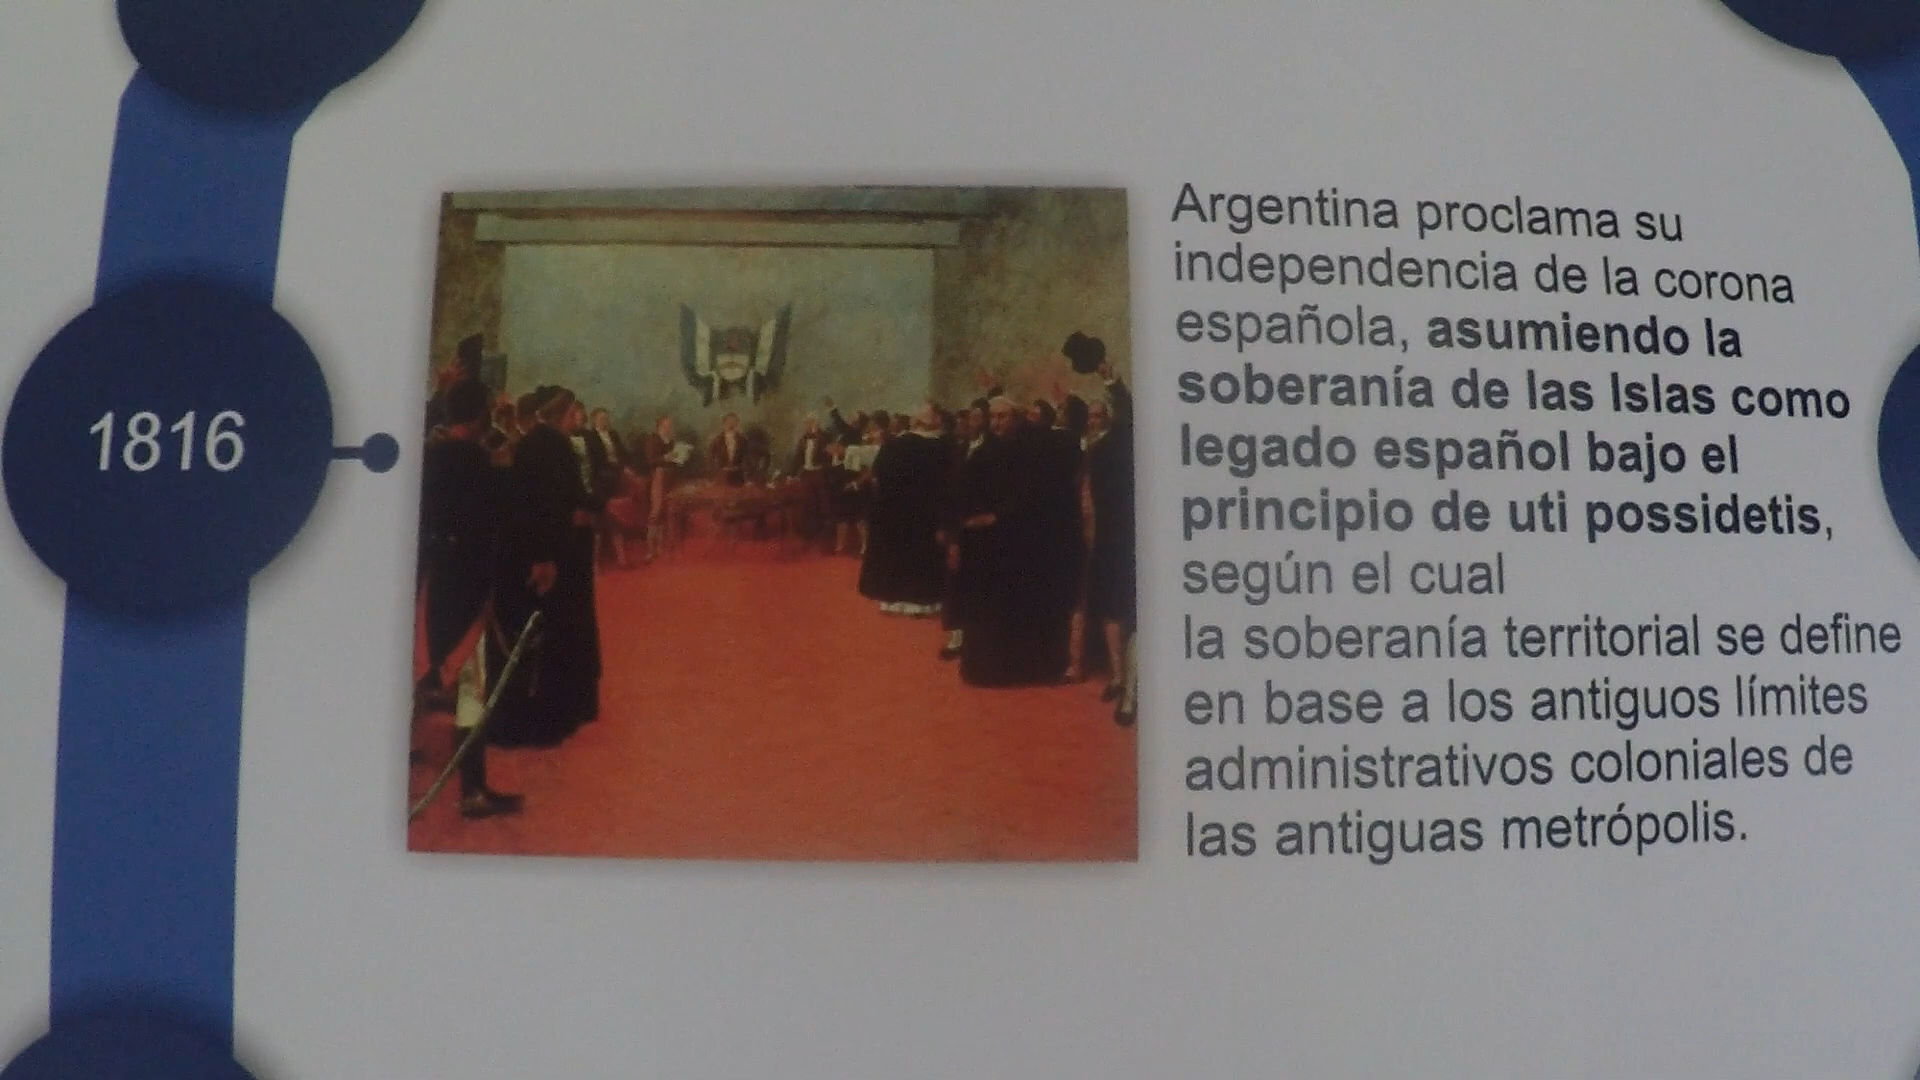 1816
Argentina proclama su
independencia de la corona
española, asumiendo la
soberanía de las Islas como
legado español bajo el
principio de uti possidetis,
según el cual
la soberanía territorial se define
en base a los antiguos límites
administrativos coloniales de
las antiguas metrópolis.